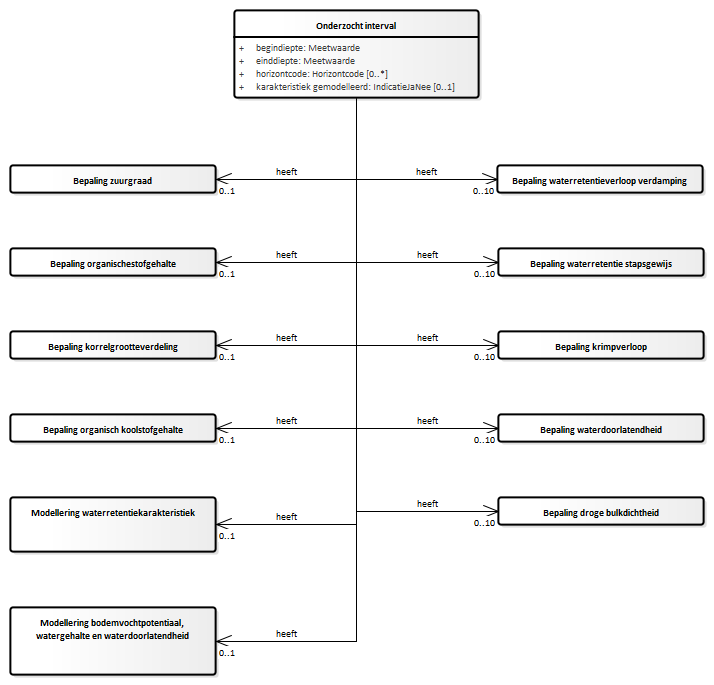 Onderzocht interval
+ begindiepte: Meetwaarde
+ einddiepte: Meetwaarde
+ horizontcode: Horizontcode [0..*]
+ karakteristiek gemodelleerd: IndicatieJaNee [0..1]
heeft
heeft
Bepaling zuurgraad
0..1
0..10
Bepaling waterretentieverloop verdamping
heeft
heeft
Bepaling organischestofgehalte
0..1
0..10
Bepaling waterretentie stapsgewijs
heeft
heeft
Bepaling korrelgrootteverdeling
0..1
0..10
Bepaling krimpverloop
heeft
heeft
Bepaling organisch koolstofgehalte
0..1
0..10
Bepaling waterdoorlatendheid
Modellering waterretentiekarakteristiek
heeft
0..1
heeft
0..10
Bepaling droge bulkdichtheid
Modellering bodemvochtpotentiaal,
watergehalte en waterdoorlatendheid
heeft
0..1